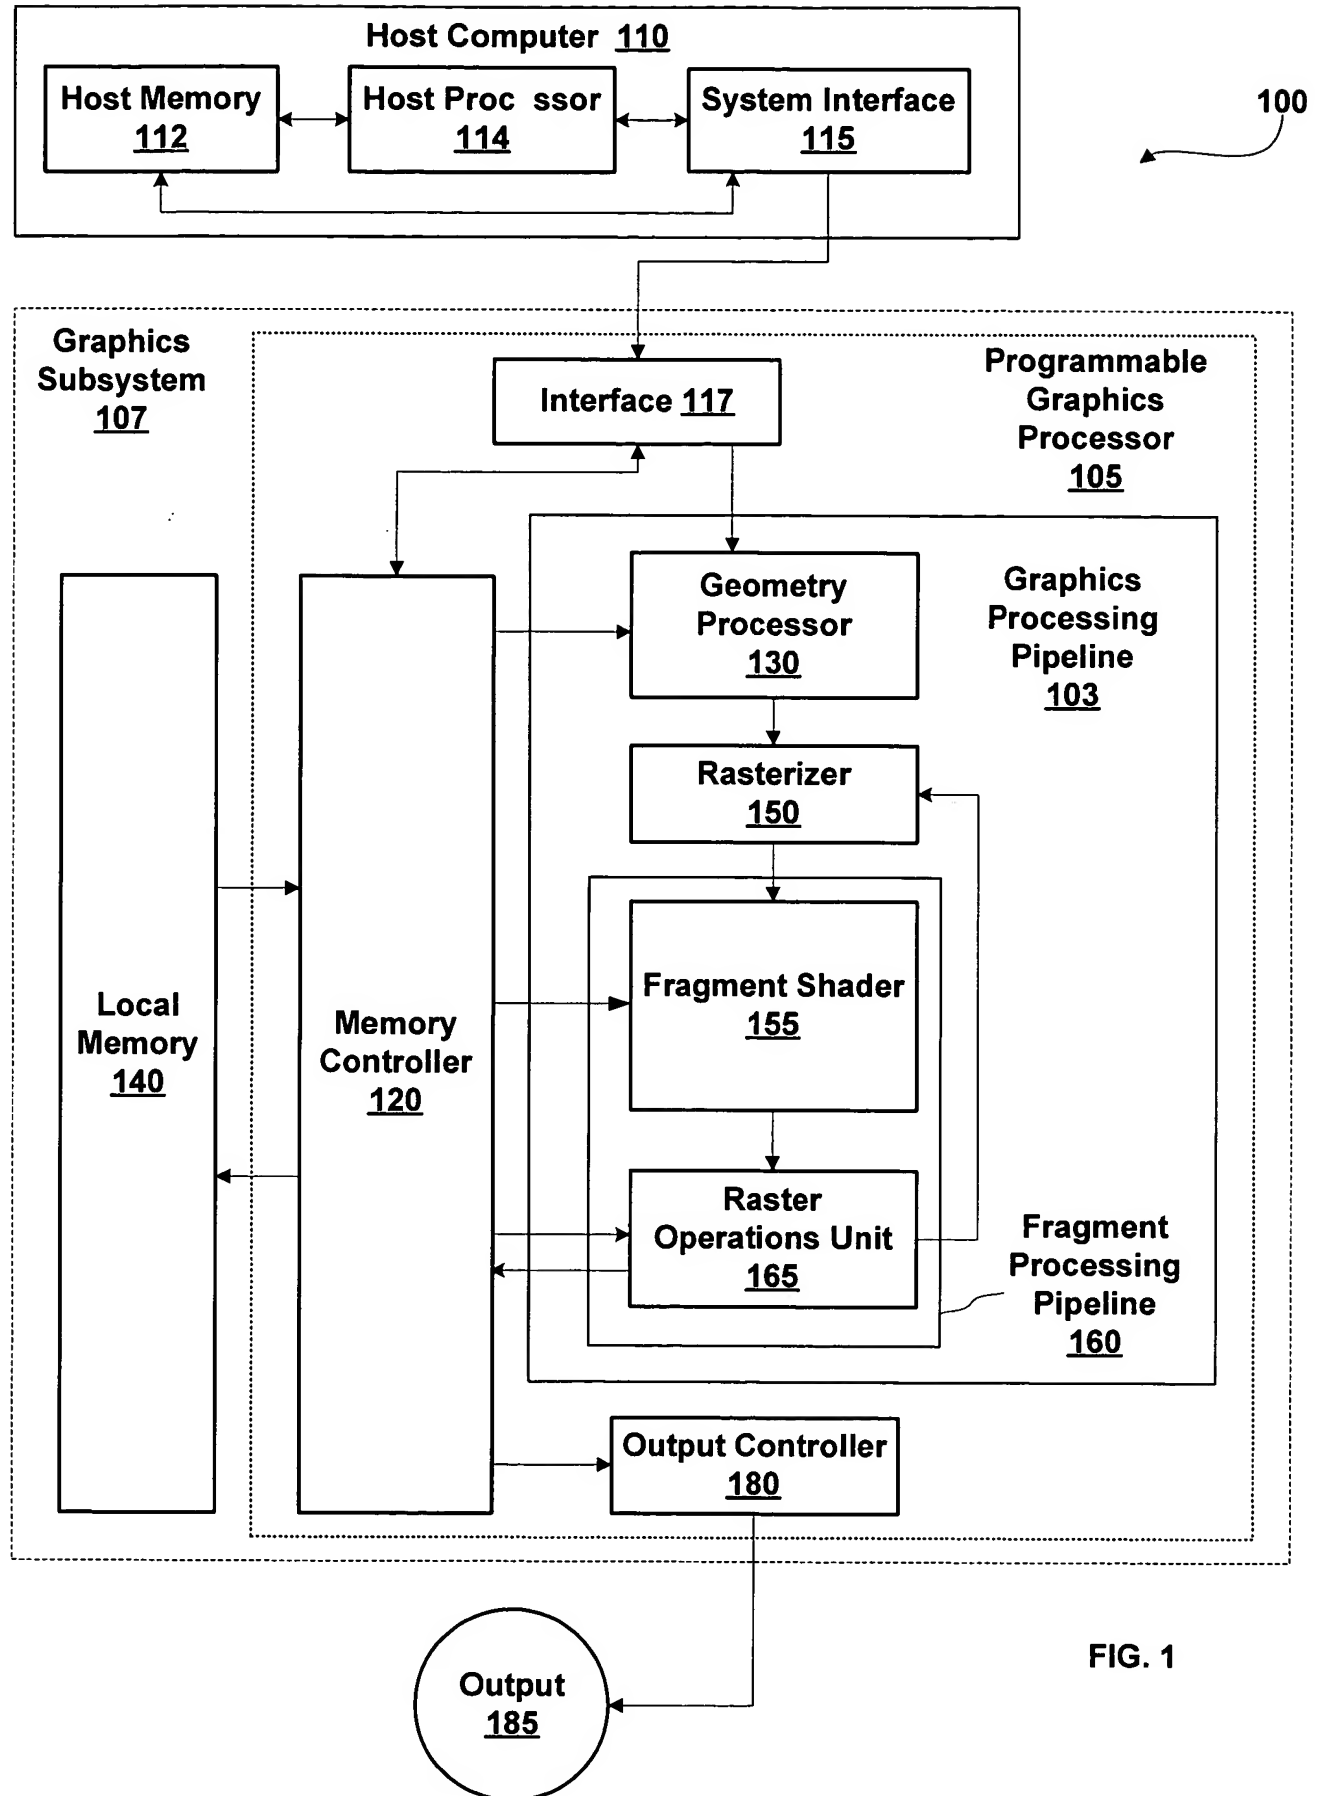 Host Computer 110
Host Memory
112
Host Proc ssor
114
System Interface
115
100
Graphics
Subsystem
107
Interface 117
Programmable
Graphics
Processor
105
Geometry
Processor
130
Graphics
Processing
Pipeline
103
Rasterizer
150
Fragment Shader
155
Local
Memory
140
Memory
Controller
120
Raster
Operations Unit
165
Fragment
Processing
Pipeline
160
Output Controller
180
Output
185
FIG. 1